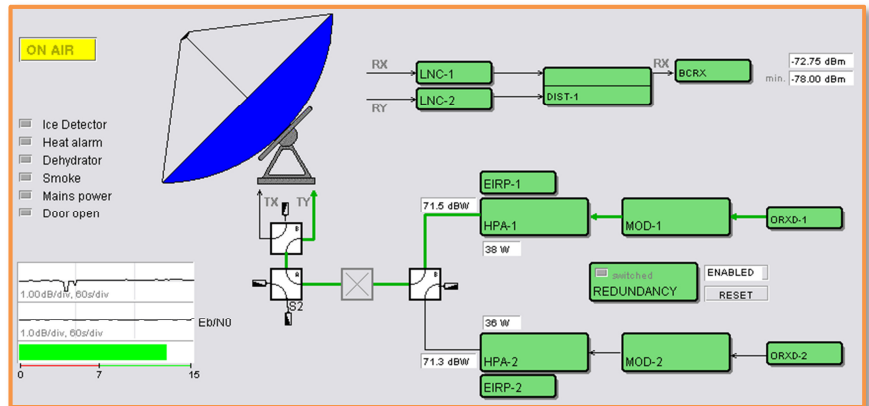 ON AIR
RX
LNC-1
RX
BCRX
-72.75 dBm
min.
-78.00 dBm
LNC-2
DIST-1
RY
Ice Detector
Heat alarm
Dehydrator
Smoke
Mains power
Door open
TX
TY
B
A
S2
B
EIRP-1
71.5 dBW
HPA-1
MOD-1
ORXD-1
38 W
switched
ENABLED
REDUNDANCY
RESET
36 W
71.3 dBW
HPA-2
MOD-2
ORXD-2
EIRP-2
1.00dB/div, 60s/div
Eb/N0
1.0dB/div, 60s/div
0
7
15